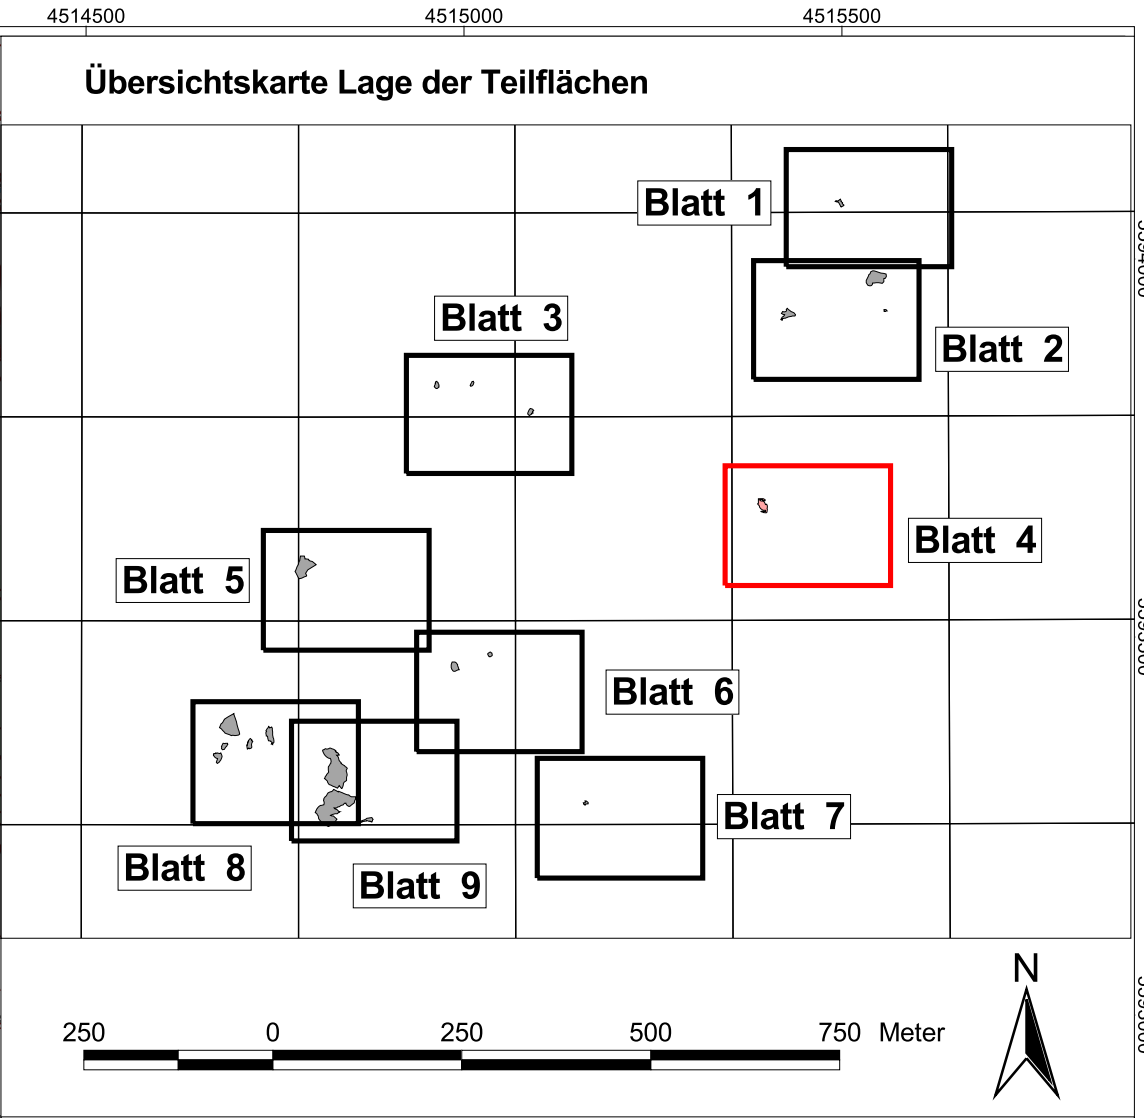 4514500 4515000 4515500
Übersichtskarte Lage der Teilflächen
Blatt 1
Blatt 3
Blatt 2
Blatt 4
Blatt 5
Blatt 6
Blatt 7
Blatt 8
Blatt 9
N
250 0 250 500 750 Meter